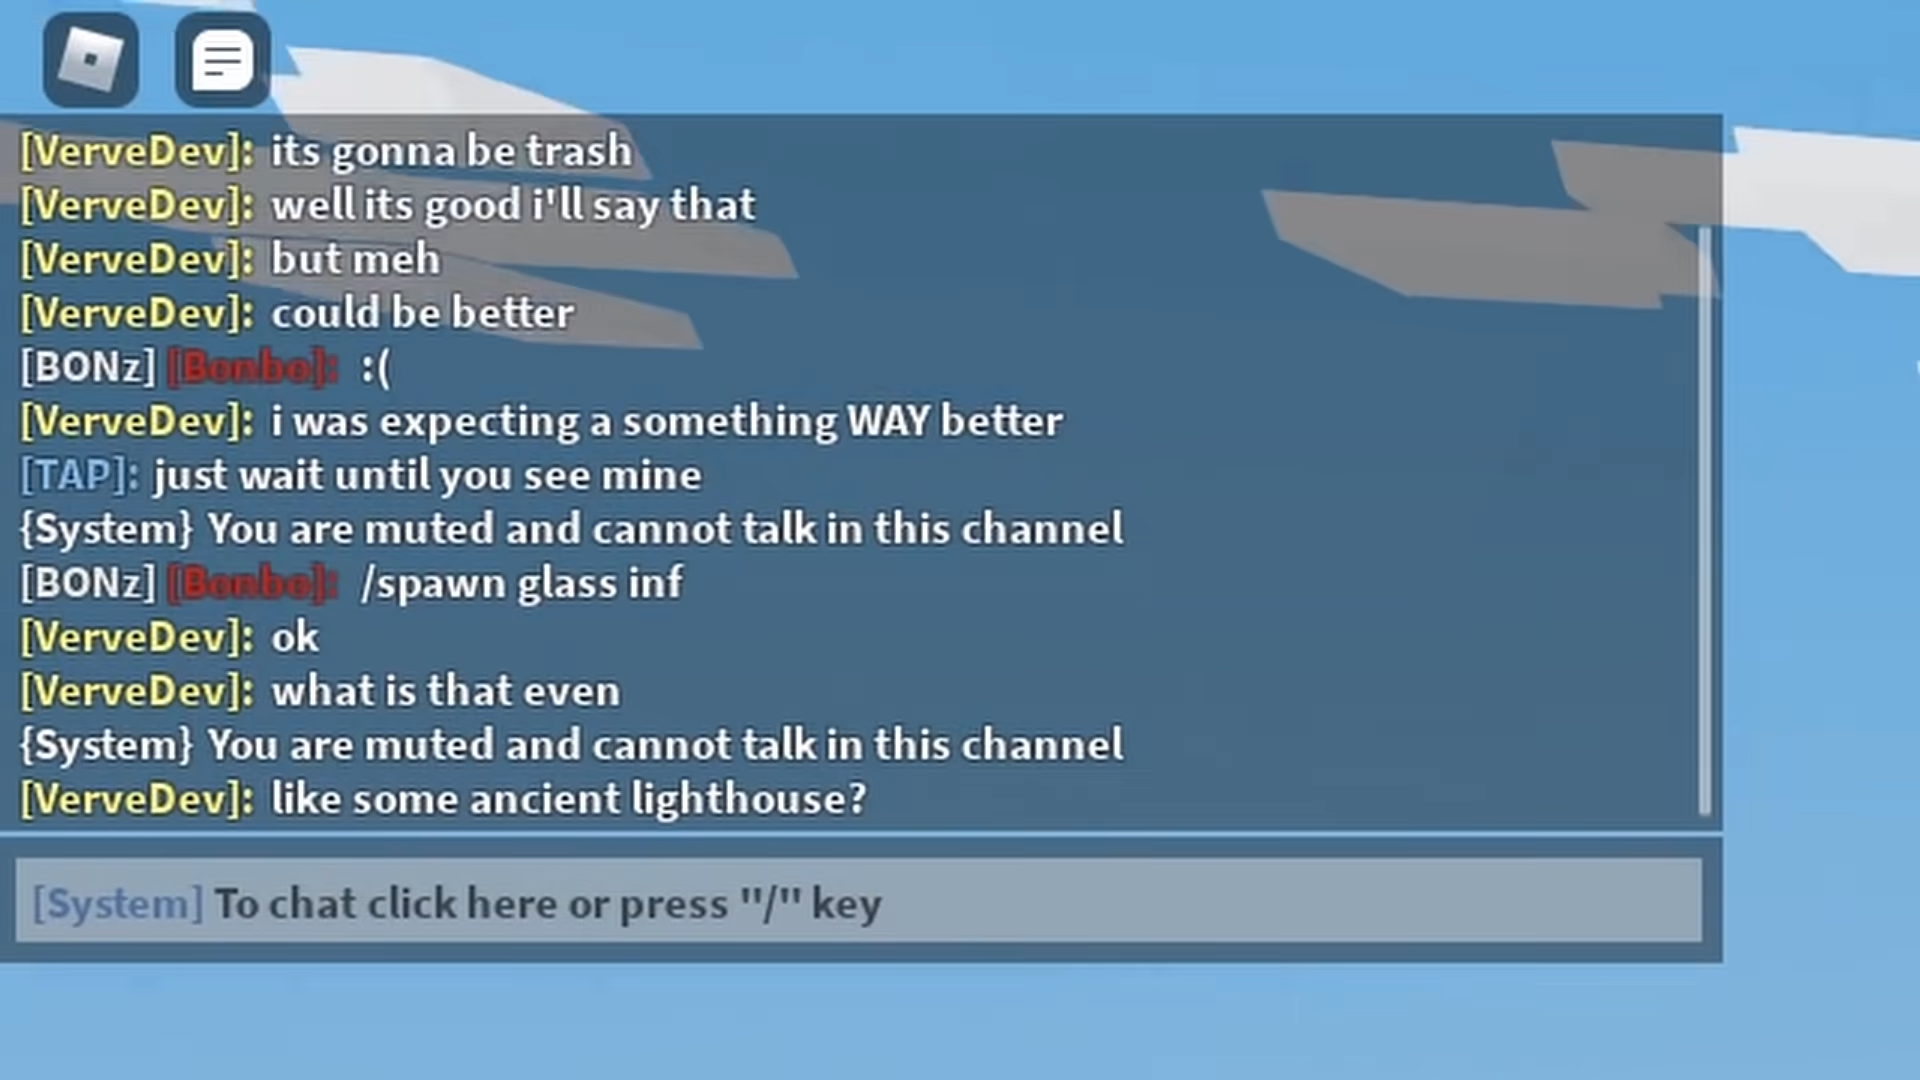 [VerveDev]: its gonna be trash
[VerveDev]: well its good i'll say that
[VerveDev]: but meh
[VerveDev]: could be better
[BONz] [Bonbo]: :(
[VerveDev]: i was expecting a something WAY better
[TAP]: just wait until you see mine
{System} You are muted and cannot talk in this channel
[BONz] [Bonbo]: /spawn glass inf
[VerveDev]: ok
[VerveDev]: what is that even
{System} You are muted and cannot talk in this channel
[VerveDev]: like some ancient lighthouse?
[System] To chat click here or press "/" key